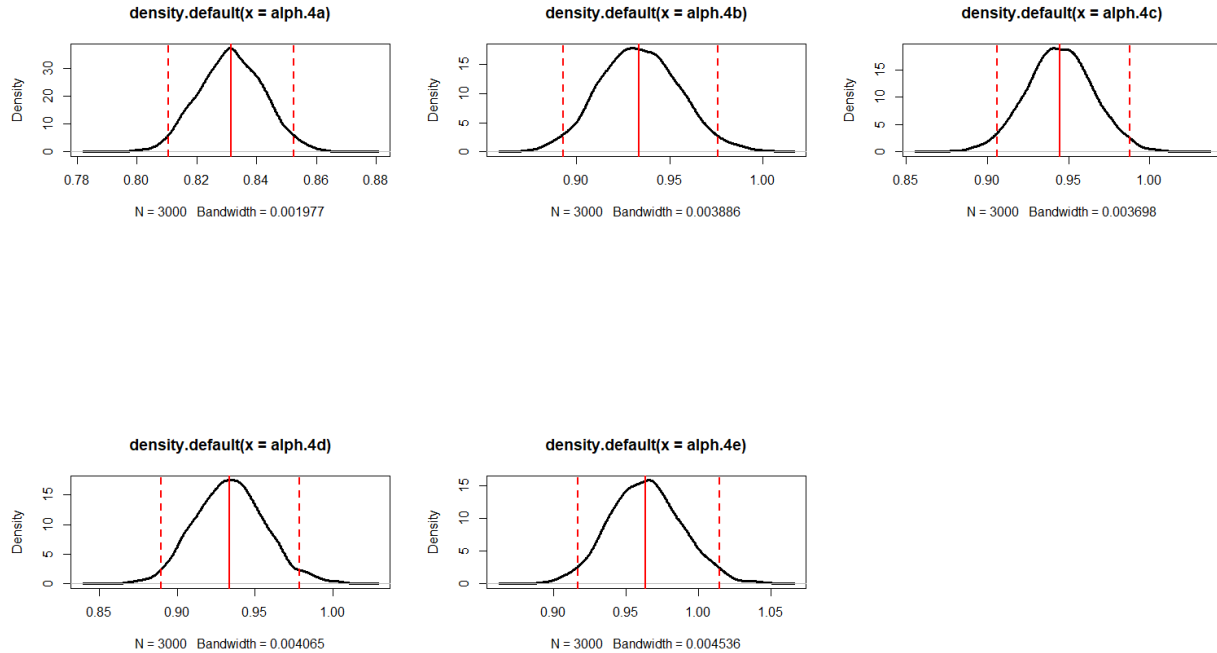 density.default(x = alph.4a)
Density
0 10 20 30
0.78 0.80 0.82 0.84 0.86 0.88
N = 3000 Bandwidth = 0.001977
density.default(x = alph.4b)
Density
0 5 10 15
0.90 0.95 1.00
N = 3000 Bandwidth = 0.003886
density.default(x = alph.4c)
Density
0 5 10 15
0.85 0.90 0.95 1.00
N = 3000 Bandwidth = 0.003698
density.default(x = alph.4d)
Density
0 5 10 15
0.85 0.90 0.95 1.00
N = 3000 Bandwidth = 0.004065
density.default(x = alph.4e)
Density
0 5 10 15
0.90 0.95 1.00 1.05
N = 3000 Bandwidth = 0.004536